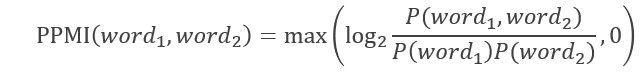 PPMI(word₁, word₂) = max(log₂ P(word₁, word₂) / P(word₁)P(word₂), 0)